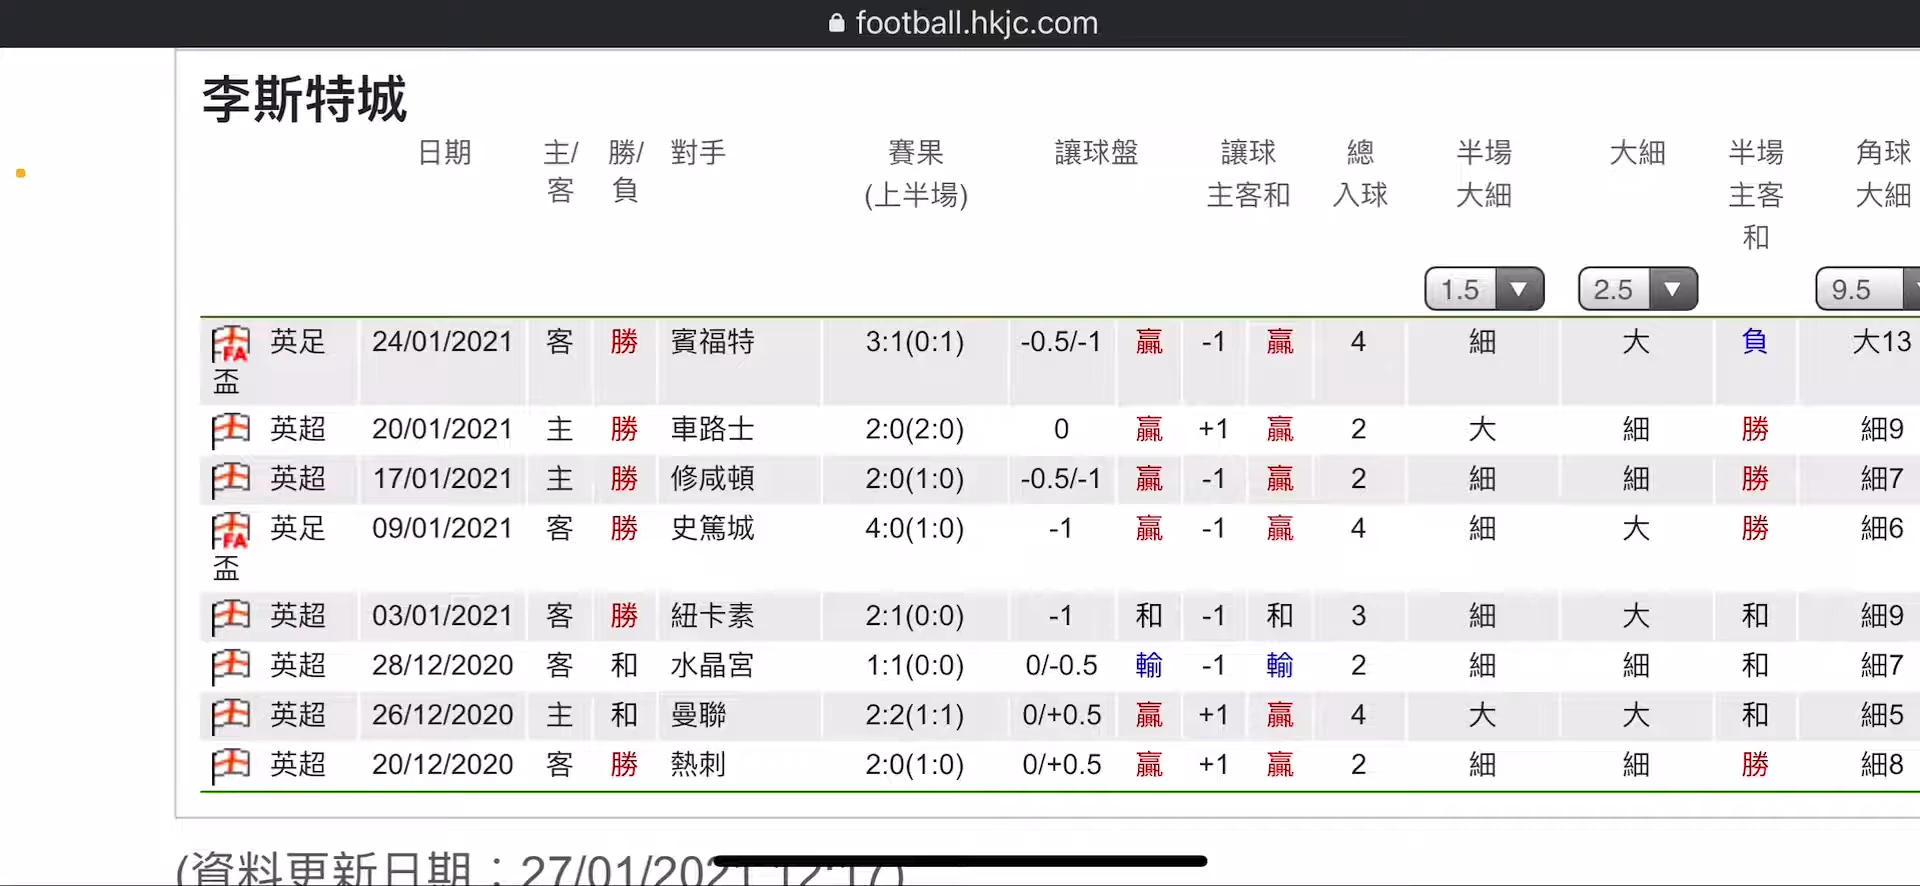 football.hkjc.com
李斯特城
日期 主/客 勝/負 對手 賽果(上半場) 讓球盤 讓球主客和 總入球 半場大細 大細 半場主客和 角球大細
1.5 2.5 9.5
英足盃 24/01/2021 客 勝 賓福特 3:1(0:1) -0.5/-1 贏 -1 贏 4 細 大 負 大13
英超 20/01/2021 主 勝 車路士 2:0(2:0) 0 贏 +1 贏 2 大 細 勝 細9
英超 17/01/2021 主 勝 修咸頓 2:0(1:0) -0.5/-1 贏 -1 贏 2 細 細 勝 細7
英足盃 09/01/2021 客 勝 史篤城 4:0(1:0) -1 贏 -1 贏 4 細 大 勝 細6
英超 03/01/2021 客 勝 紐卡素 2:1(0:0) -1 和 -1 和 3 細 大 和 細9
英超 28/12/2020 客 和 水晶宮 1:1(0:0) 0/-0.5 輸 -1 輸 2 細 細 和 細7
英超 26/12/2020 主 和 曼聯 2:2(1:1) 0/+0.5 贏 +1 贏 4 大 大 和 細5
英超 20/12/2020 客 勝 熱刺 2:0(1:0) 0/+0.5 贏 +1 贏 2 細 細 勝 細8
(資料更新日期：27/01/2021 12:17)